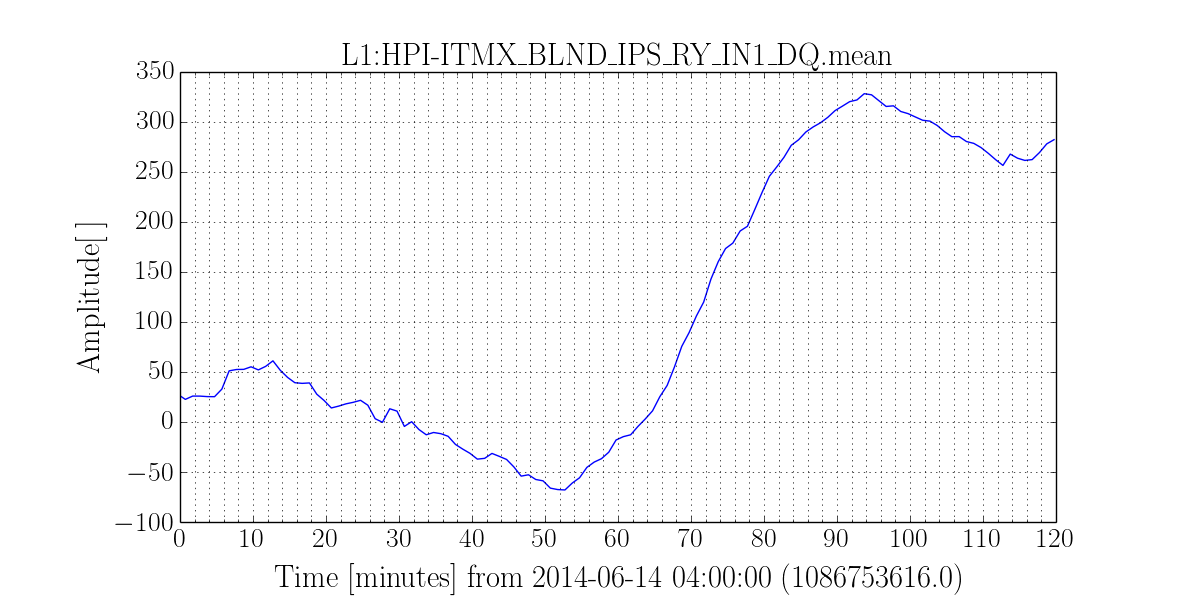 L1:HPI-ITMX_BLND_IPS_RY_IN1_DQ.mean
350
300
250
200
150
100
50
0
−50
−100
Amplitude[ ]
0 10 20 30 40 50 60 70 80 90 100 110 120
Time [minutes] from 2014-06-14 04:00:00 (1086753616.0)